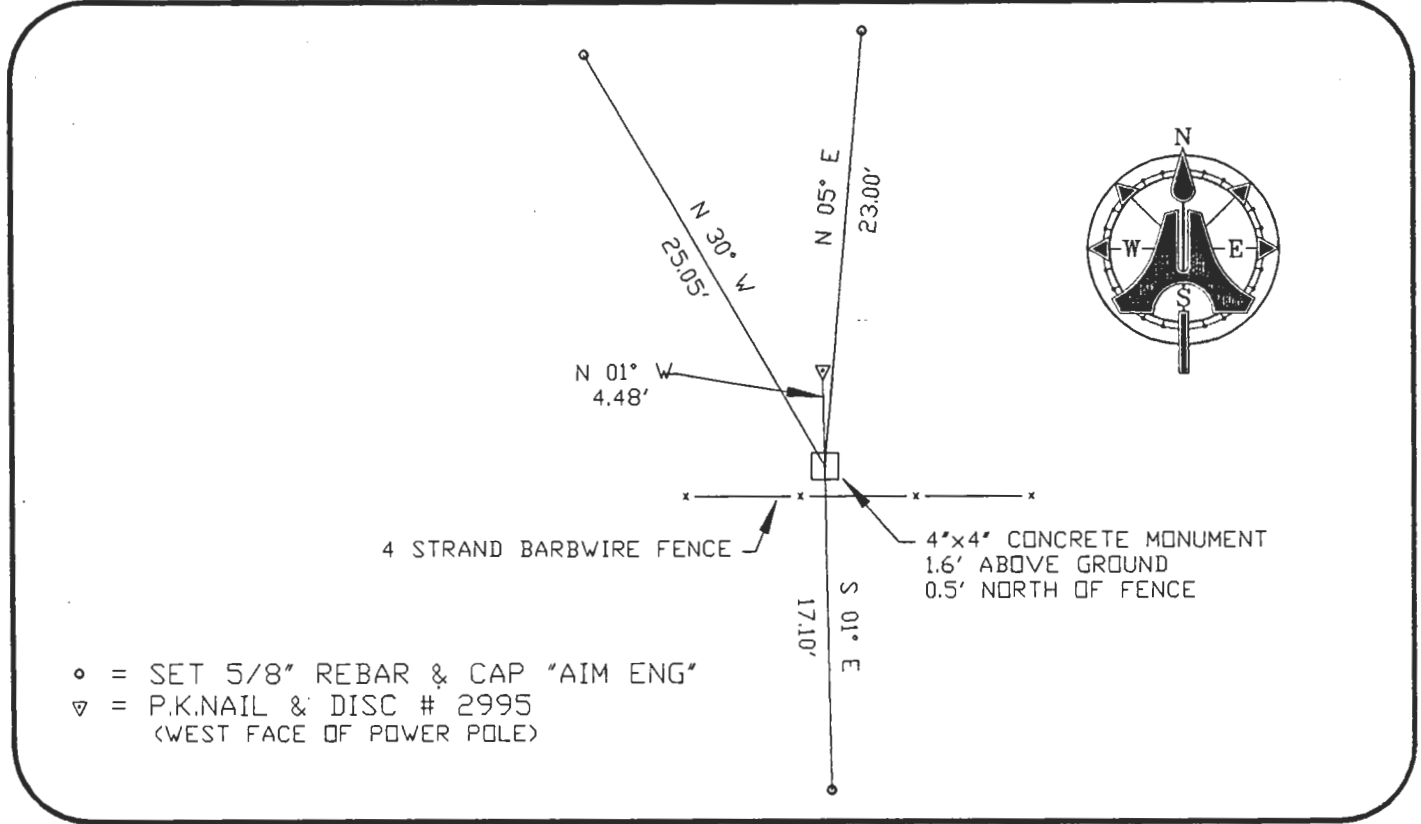 N 30° W
25.05'
N 05° E
23.00'
N
W
E
S
N 01° W
4.48'
4 STRAND BARBWIRE FENCE
4"x4" CONCRETE MONUMENT
1.6' ABOVE GROUND
0.5' NORTH OF FENCE
S 01° E
17.10'
= SET 5/8" REBAR & CAP "AIM ENG"
= P.K.NAIL & DISC # 2995
(WEST FACE OF POWER POLE)